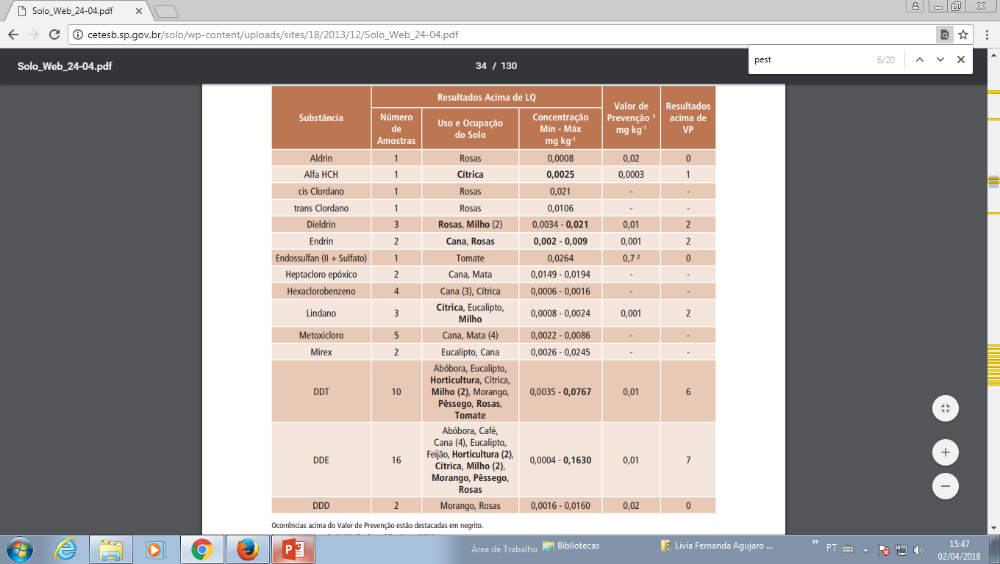 Solo_Web_24-04.pdf
cetesb.sp.gov.br/solo/wp-content/uploads/sites/18/2013/12/Solo_Web_24-04.pdf
pest 6/20
Solo_Web_24-04.pdf 34 / 130
Resultados Acima de LQ
Substância
Número de Amostras
Uso e Ocupação do Solo
Concentração Mín - Máx mg kg-1
Valor de Prevenção 1 mg kg-1
Resultados acima de VP
Aldrin 1 Rosas 0,0008 0,02 0
Alfa HCH 1 Cítrica 0,0025 0,0003 1
cis Clordano 1 Rosas 0,021 - -
trans Clordano 1 Rosas 0,0106 - -
Dieldrin 3 Rosas, Milho (2) 0,0034 - 0,021 0,01 2
Endrin 2 Cana, Rosas 0,002 - 0,009 0,001 2
Endossulfan (II + Sulfato) 1 Tomate 0,0264 0,7 2 0
Heptacloro epóxico 2 Cana, Mata 0,0149 - 0,0194 - -
Hexaclorobenzeno 4 Cana (3), Cítrica 0,0006 - 0,0016 - -
Lindano 3 Cítrica, Eucalipto, Milho 0,0008 - 0,0024 0,001 2
Metoxicloro 5 Cana, Mata (4) 0,0022 - 0,0086 - -
Mirex 2 Eucalipto, Cana 0,0026 - 0,0245 - -
DDT 10 Abóbora, Eucalipto, Horticultura, Cítrica, Milho (2), Morango, Pêssego, Rosas, Tomate 0,0035 - 0,0767 0,01 6
DDE 16 Abóbora, Café, Cana (4), Eucalipto, Feijão, Horticultura (2), Cítrica, Milho (2), Morango, Pêssego, Rosas 0,0004 - 0,1630 0,01 7
DDD 2 Morango, Rosas 0,0016 - 0,0160 0,02 0
Ocorrências acima do Valor de Prevenção estão destacadas em negrito.
Área de Trabalho
Bibliotecas
Livia Fernanda Agujaro ...
PT
15:47
02/04/2018